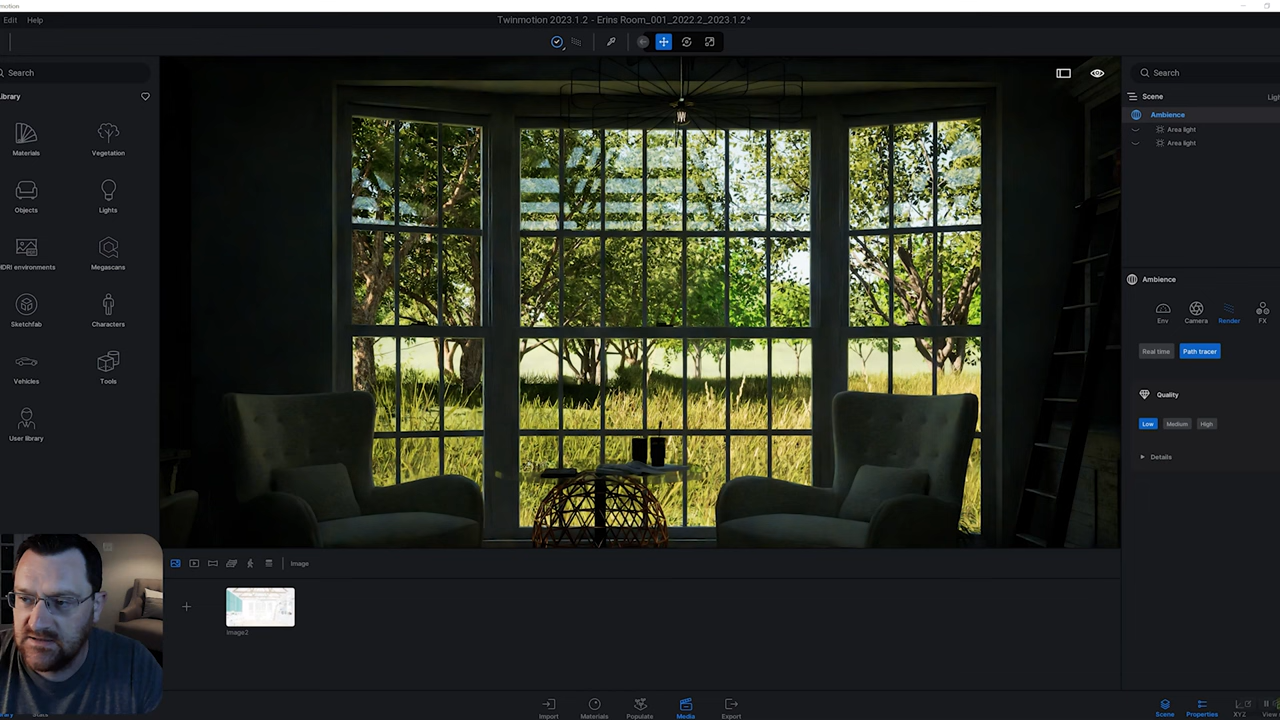 Twinmotion 2023.1.2 - Erins Room_001_2022.2_2023.1.2*
Edit Help
Search
Library
Materials
Vegetation
Objects
Lights
HDRI environments
Megascans
Sketchfab
Characters
Vehicles
Tools
User library
Image
Image2
Import
Materials
Populate
Media
Export
Search
Scene
Ambience
Area light
Area light
Ambience
Env
Camera
Render
FX
Real time
Path tracer
Quality
Low
Medium
High
Details
Scene
Properties
XYZ
View